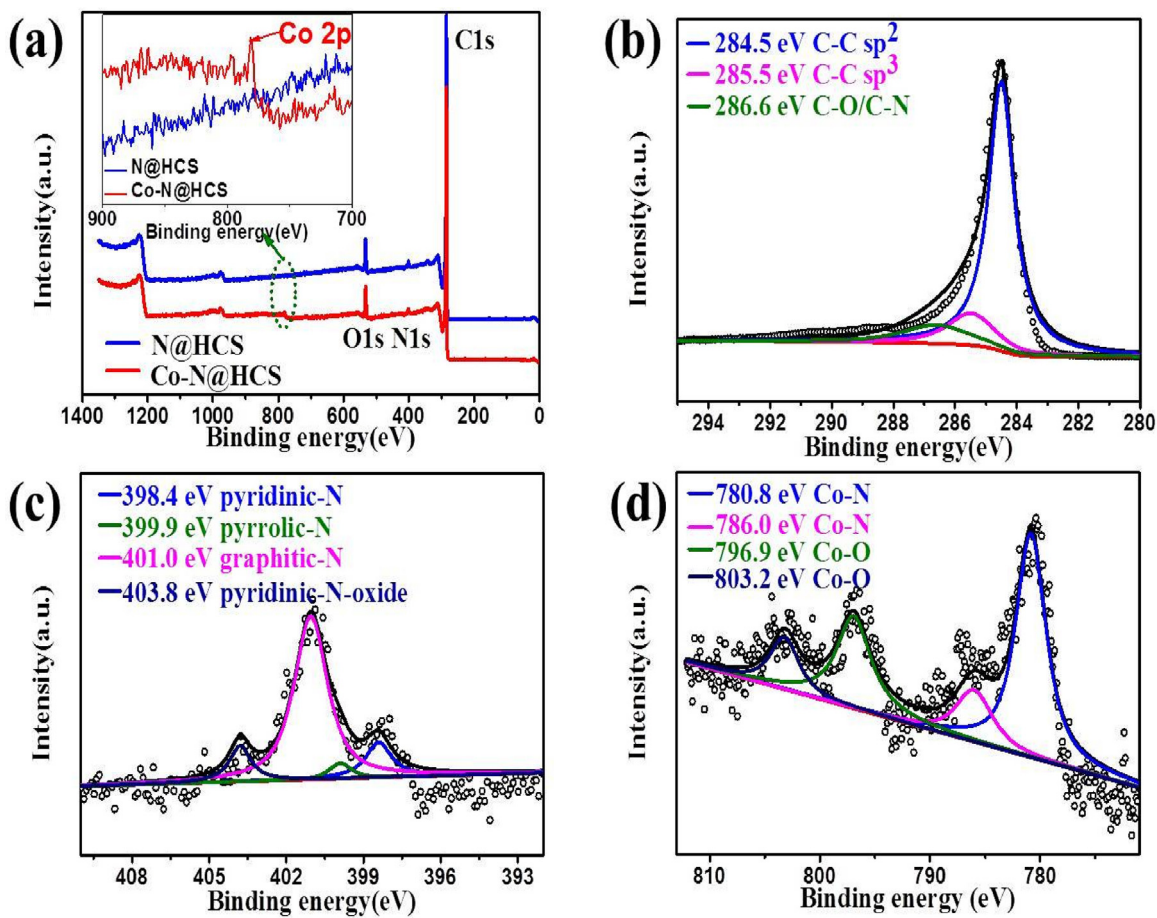 (a)
Co 2p
N@HCS
Co-N@HCS
900 800 700
Binding energy(eV)
C1s
O1s N1s
N@HCS
Co-N@HCS
Intensity(a.u.)
1400 1200 1000 800 600 400 200 0
Binding energy(eV)
(b)
284.5 eV C-C sp2
285.5 eV C-C sp3
286.6 eV C-O/C-N
Intensity(a.u.)
294 292 290 288 286 284 282 280
Binding energy(eV)
(c)
398.4 eV pyridinic-N
399.9 eV pyrrolic-N
401.0 eV graphitic-N
403.8 eV pyridinic-N-oxide
Intensity(a.u.)
408 405 402 399 396 393
Binding energy(eV)
(d)
780.8 eV Co-N
786.0 eV Co-N
796.9 eV Co-O
803.2 eV Co-O
Intensity(a.u.)
810 800 790 780
Binding energy(eV)